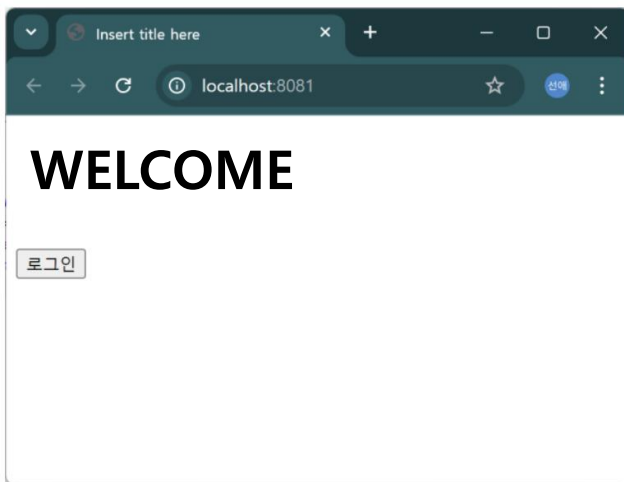 Insert title here
localhost:8081
선애
WELCOME
로그인